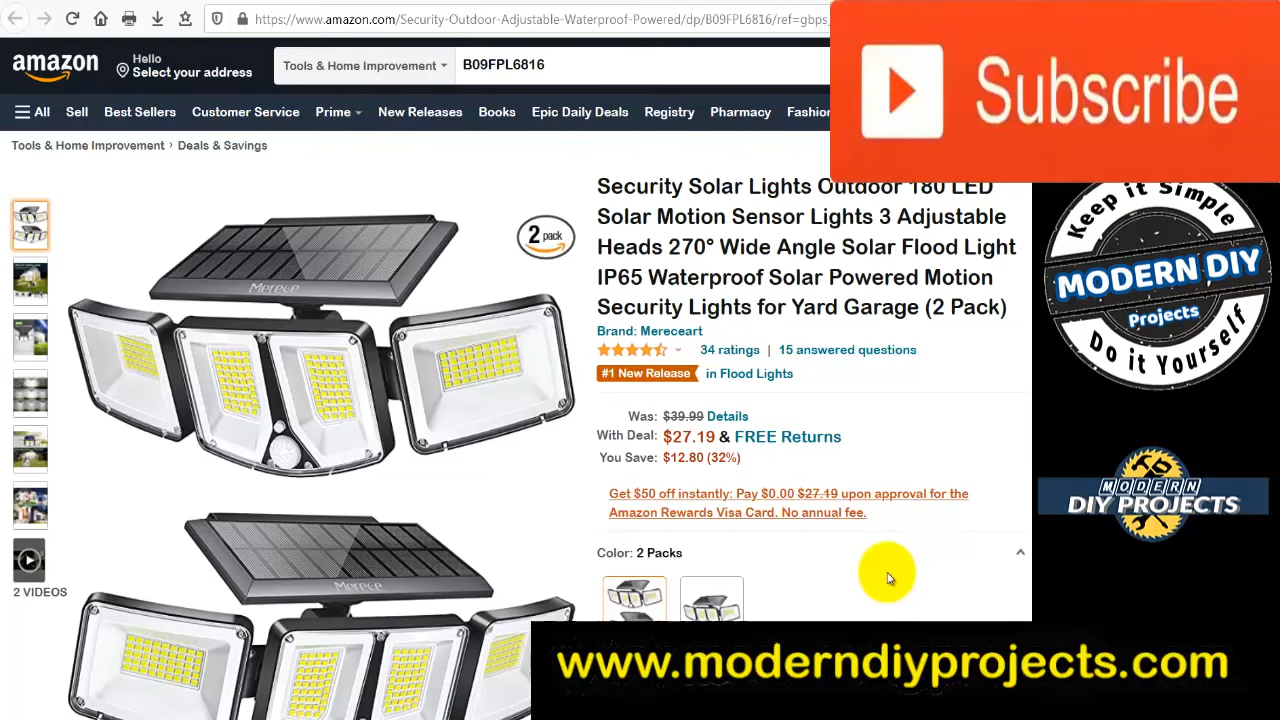 https://www.amazon.com/Security-Outdoor-Adjustable-Waterproof-Powered/dp/B09FPL6816/ref=gbps_
Subscribe
amazon
Hello
Select your address
Tools & Home Improvement
B09FPL6816
All
Sell
Best Sellers
Customer Service
Prime
New Releases
Books
Epic Daily Deals
Registry
Pharmacy
Fashion
Tools & Home Improvement › Deals & Savings
Security Solar Lights Outdoor 180 LED
Solar Motion Sensor Lights 3 Adjustable
Heads 270° Wide Angle Solar Flood Light
IP65 Waterproof Solar Powered Motion
Security Lights for Yard Garage (2 Pack)
Brand: Mereceart
34 ratings | 15 answered questions
#1 New Release in Flood Lights
Was: $39.99 Details
With Deal: $27.19 & FREE Returns
You Save: $12.80 (32%)
Get $50 off instantly: Pay $0.00 $27.19 upon approval for the
Amazon Rewards Visa Card. No annual fee.
Color: 2 Packs
2 pack
Merece
Merece
2 VIDEOS
Keep it Simple
MODERN DIY
Projects
Do it Yourself
MODERN
DIY PROJECTS
www.moderndiyprojects.com